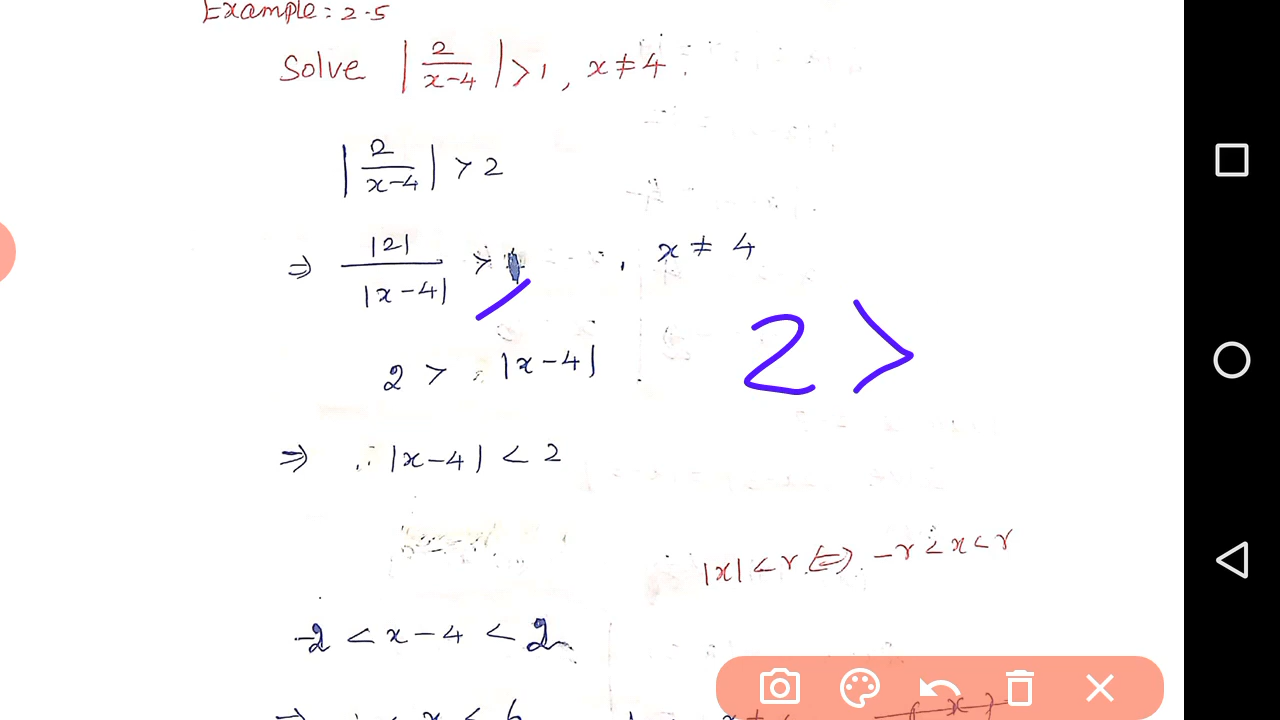 Example: 2.5
Solve |2/(x-4)| > 1, x ≠ 4
|2/(x-4)| > 2
⇒ |2|/|x-4| > 1, x ≠ 4
2 >
2 > |x-4|
⇒ ∴ |x-4| < 2
|x| < r ⇔ -r < x < r
-2 < x-4 < 2